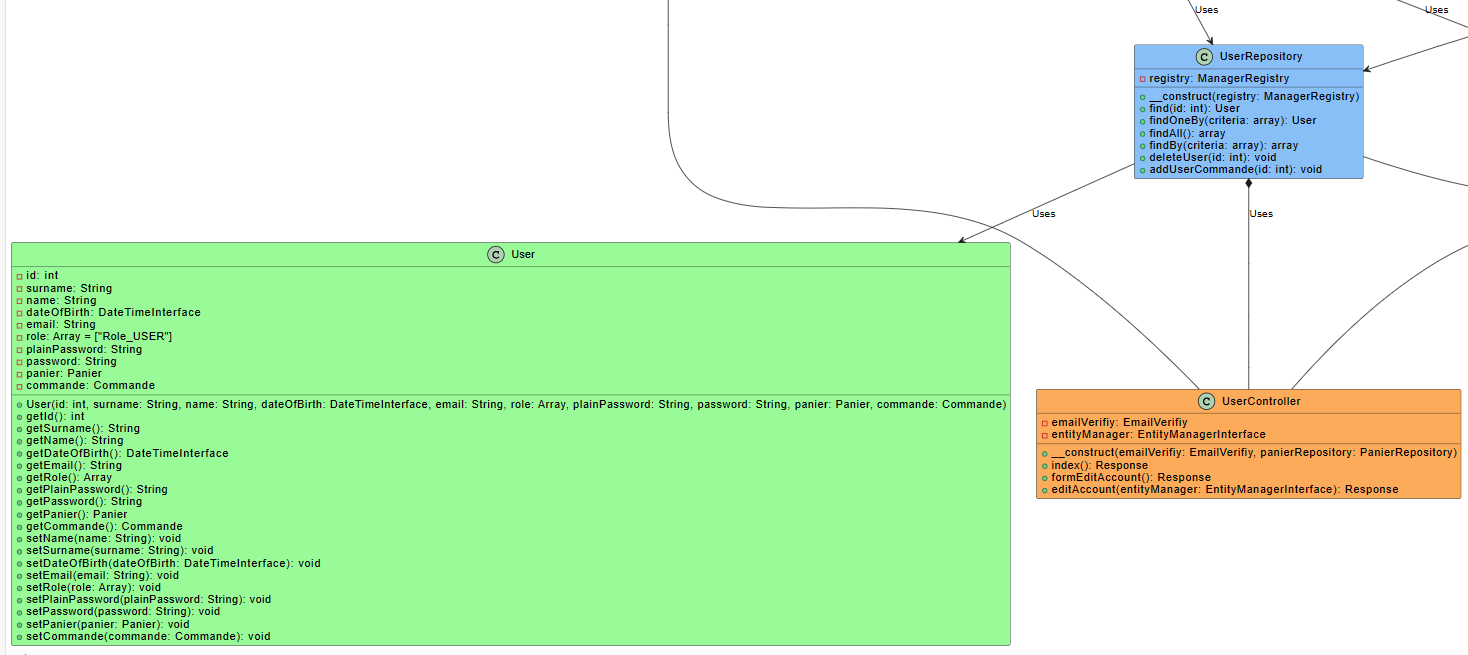 Uses
Uses
C UserRepository
registry: ManagerRegistry
__construct(registry: ManagerRegistry)
find(id: int): User
findOneBy(criteria: array): User
findAll(): array
findBy(criteria: array): array
deleteUser(id: int): void
addUserCommande(id: int): void
Uses
Uses
C User
id: int
surname: String
name: String
dateOfBirth: DateTimeInterface
email: String
role: Array = ["Role_USER"]
plainPassword: String
password: String
panier: Panier
commande: Commande
User(id: int, surname: String, name: String, dateOfBirth: DateTimeInterface, email: String, role: Array, plainPassword: String, password: String, panier: Panier, commande: Commande)
getId(): int
getSurname(): String
getName(): String
getDateOfBirth(): DateTimeInterface
getEmail(): String
getRole(): Array
getPlainPassword(): String
getPassword(): String
getPanier(): Panier
getCommande(): Commande
setName(name: String): void
setSurname(surname: String): void
setDateOfBirth(dateOfBirth: DateTimeInterface): void
setEmail(email: String): void
setRole(role: Array): void
setPlainPassword(plainPassword: String): void
setPassword(password: String): void
setPanier(panier: Panier): void
setCommande(commande: Commande): void
C UserController
emailVerifiy: EmailVerifiy
entityManager: EntityManagerInterface
__construct(emailVerifiy: EmailVerifiy, panierRepository: PanierRepository)
index(): Response
formEditAccount(): Response
editAccount(entityManager: EntityManagerInterface): Response